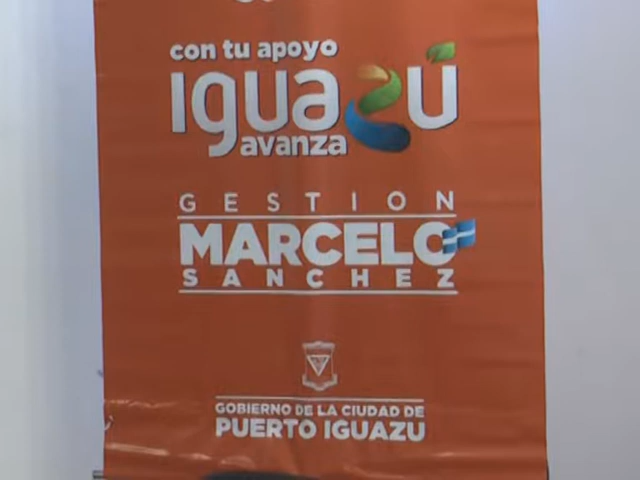 con tu apoyo
IGUAZÚ
avanza
GESTION
MARCELO
SANCHEZ
GOBIERNO DE LA CIUDAD DE
PUERTO IGUAZU